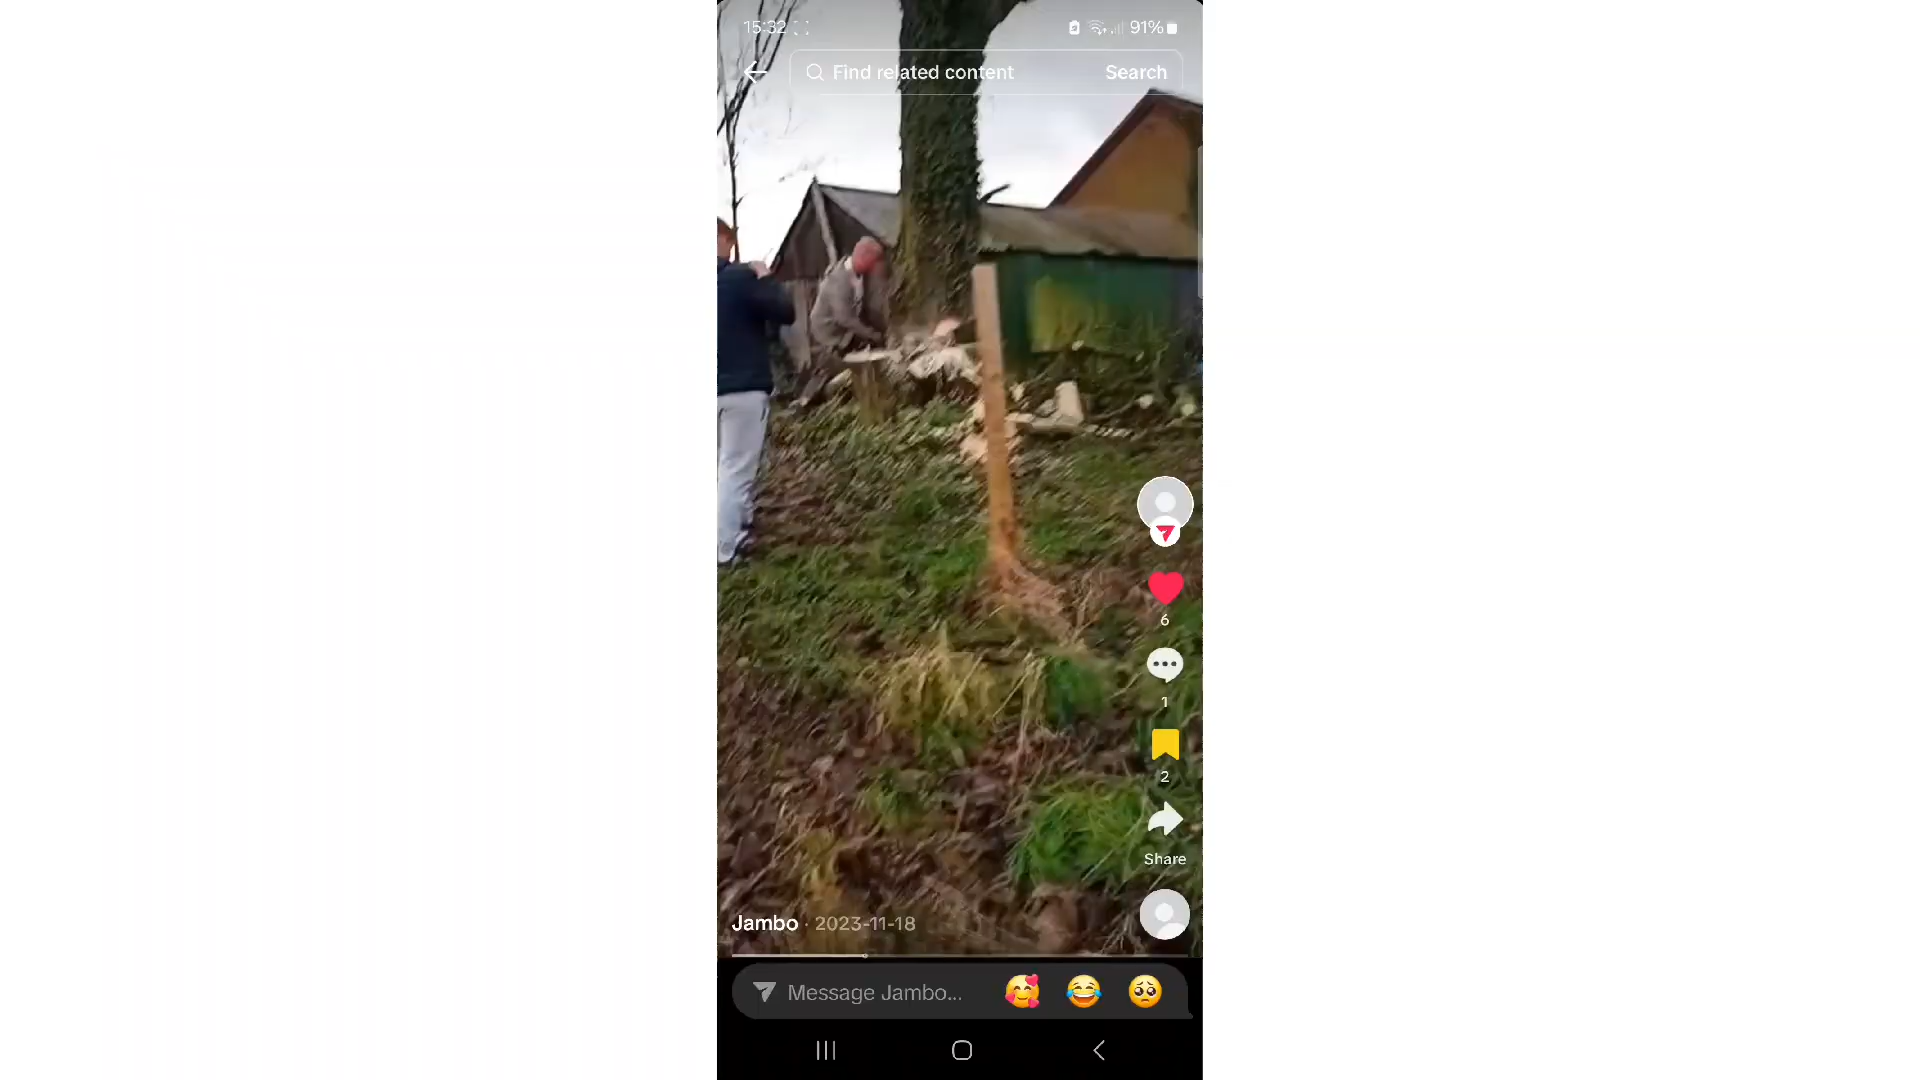 15:32 91%
Find related content Search
6
1
2
Share
Jambo · 2023-11-18
Message Jambo...